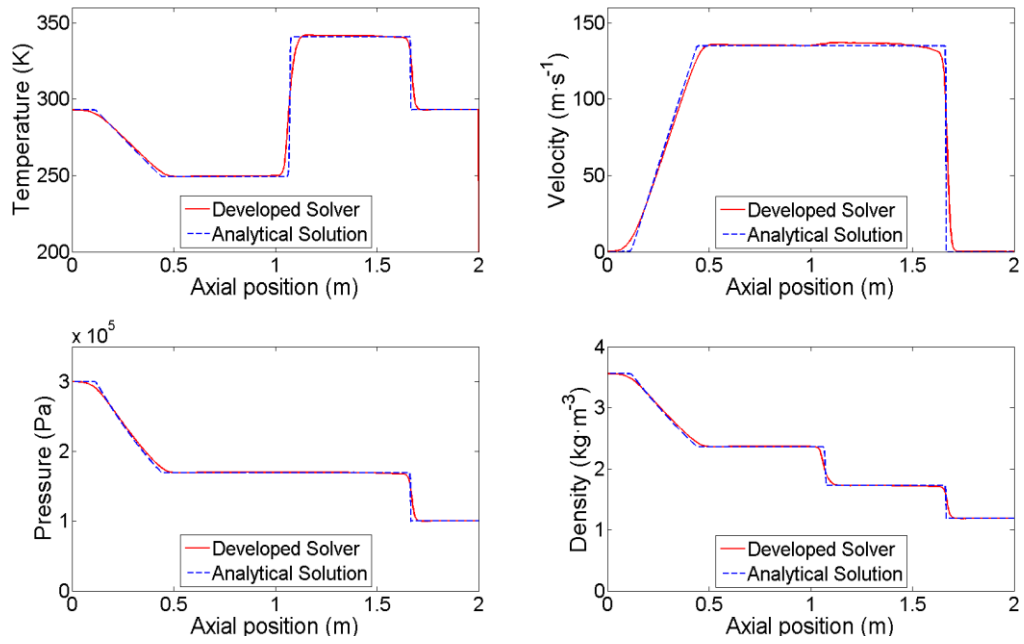 350
300
250
200
Temperature (K)
0
0.5
1
1.5
2
Axial position (m)
Developed Solver
Analytical Solution
150
100
50
0
Velocity (m·s⁻¹)
0
0.5
1
1.5
2
Axial position (m)
Developed Solver
Analytical Solution
x 10⁵
3
2
1
0
Pressure (Pa)
0
0.5
1
1.5
2
Axial position (m)
Developed Solver
Analytical Solution
4
3
2
1
0
Density (kg·m⁻³)
0
0.5
1
1.5
2
Axial position (m)
Developed Solver
Analytical Solution